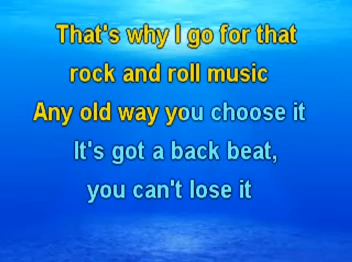 That's why I go for that
rock and roll music
Any old way you choose it
It's got a back beat,
you can't lose it